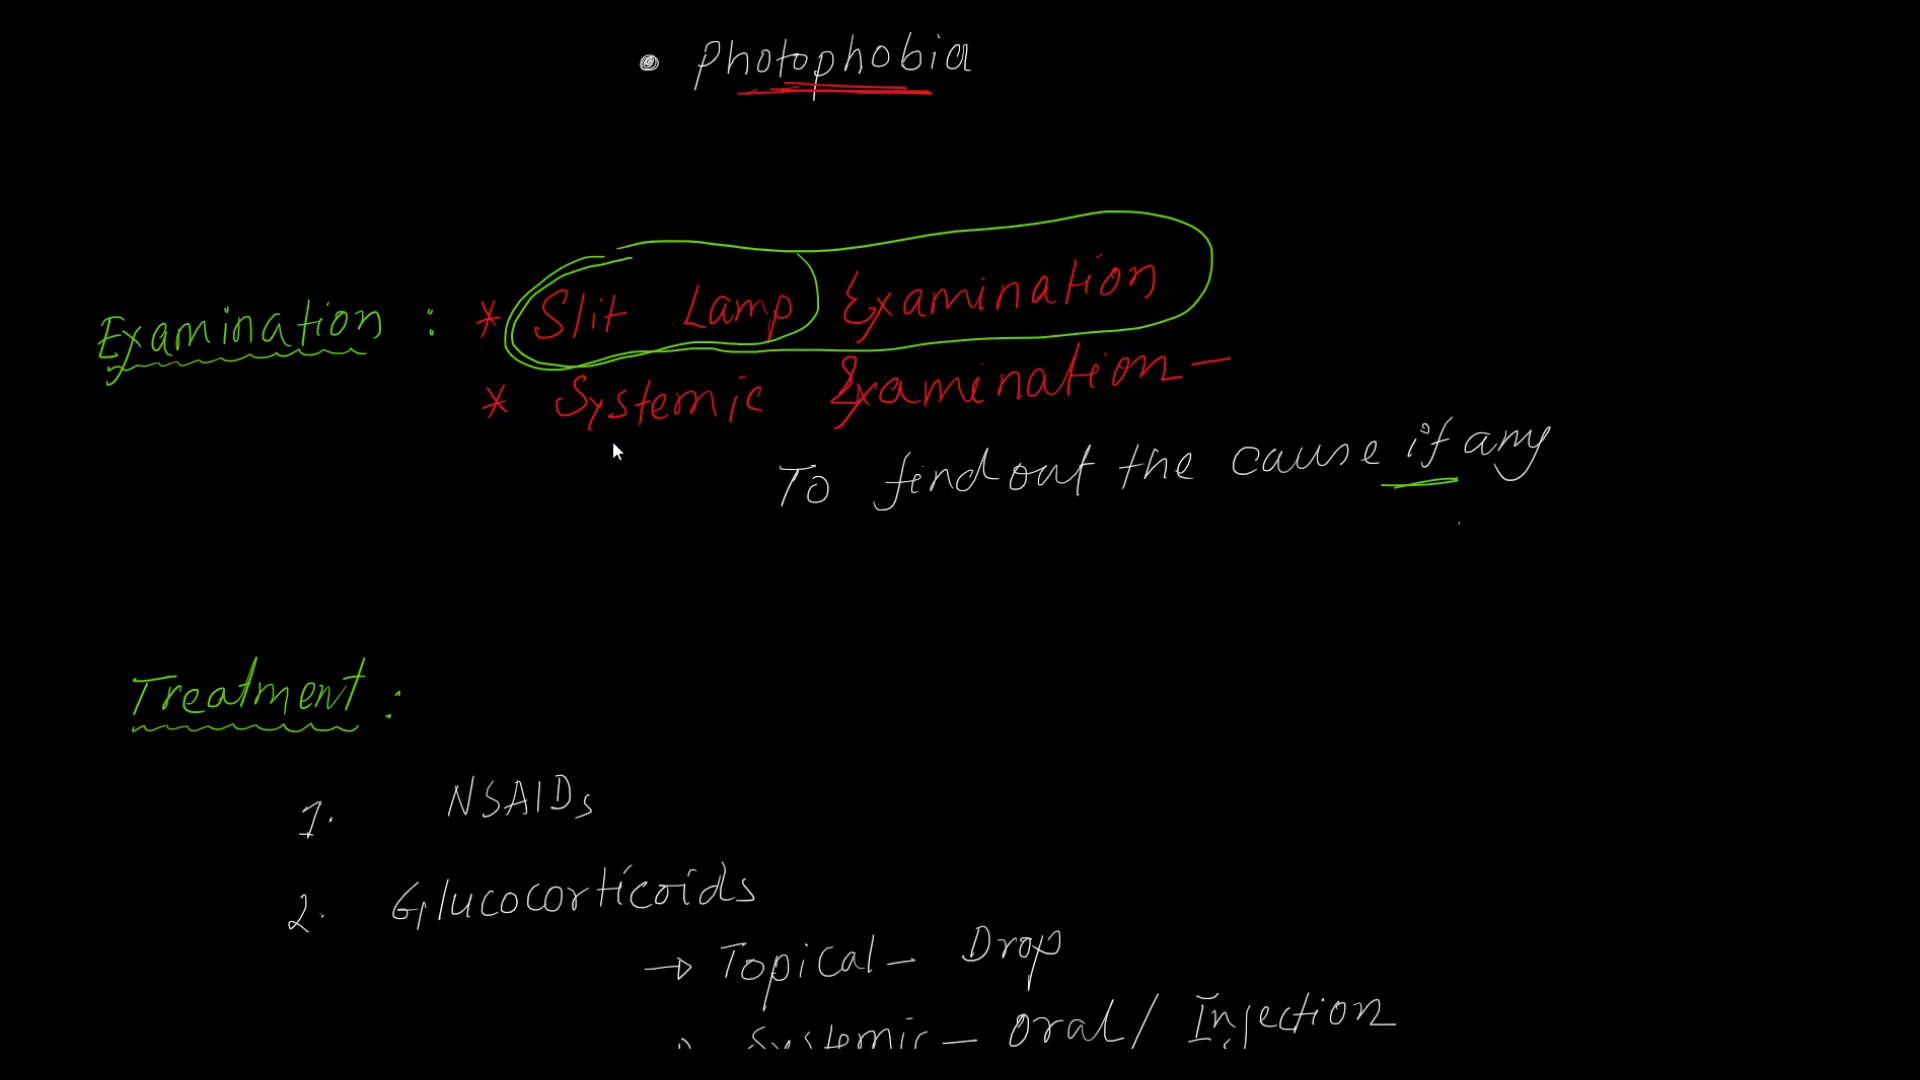 • Photophobia
Examination : * Slit Lamp Examination
* Systemic Examination —
To find out the cause if any
Treatment :
1. NSAIDs
2. Glucocorticoids
→ Topical – Drop
Systemic – Oral / Injection